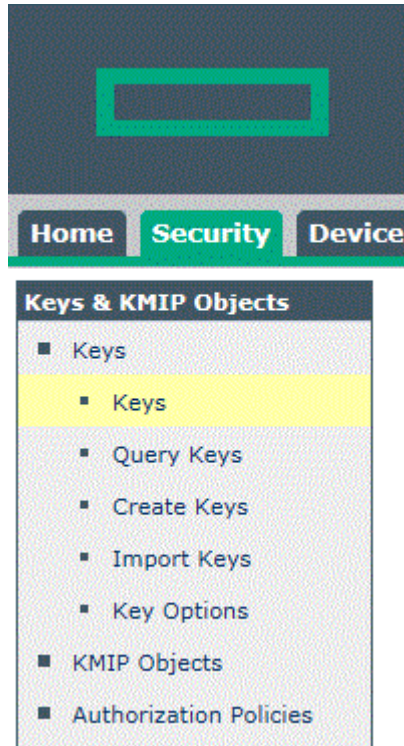 Home Security Device
Keys & KMIP Objects
Keys
Keys
Query Keys
Create Keys
Import Keys
Key Options
KMIP Objects
Authorization Policies